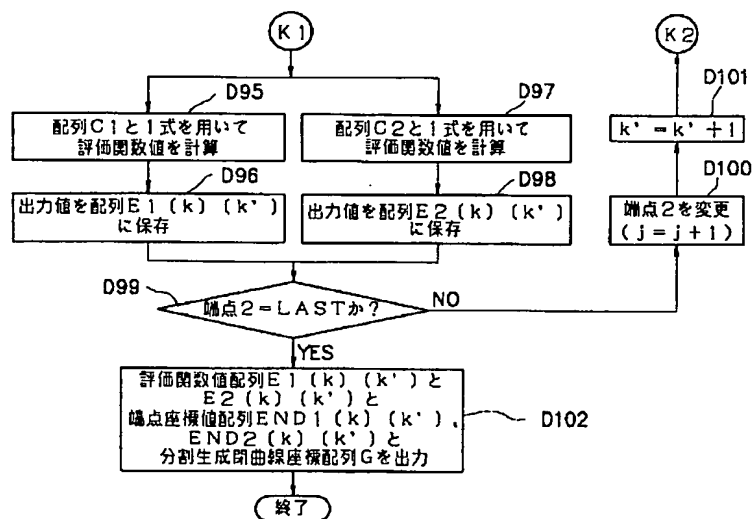 K1
K2
D95
配列C1と1式を用いて
評価関数値を計算
D96
出力値を配列E1(k)(k')
に保存
D97
配列C2と1式を用いて
評価関数値を計算
D98
出力値を配列E2(k)(k')
に保存
D101
k'=k'+1
D100
端点2を変更
(j=j+1)
D99
端点2=LASTか?
NO
YES
評価関数値配列E1(k)(k')と
E2(k)(k')と
端点座標値配列END1(k)(k')、
END2(k)(k')と
分割生成閉曲線座標配列Gを出力
D102
終了